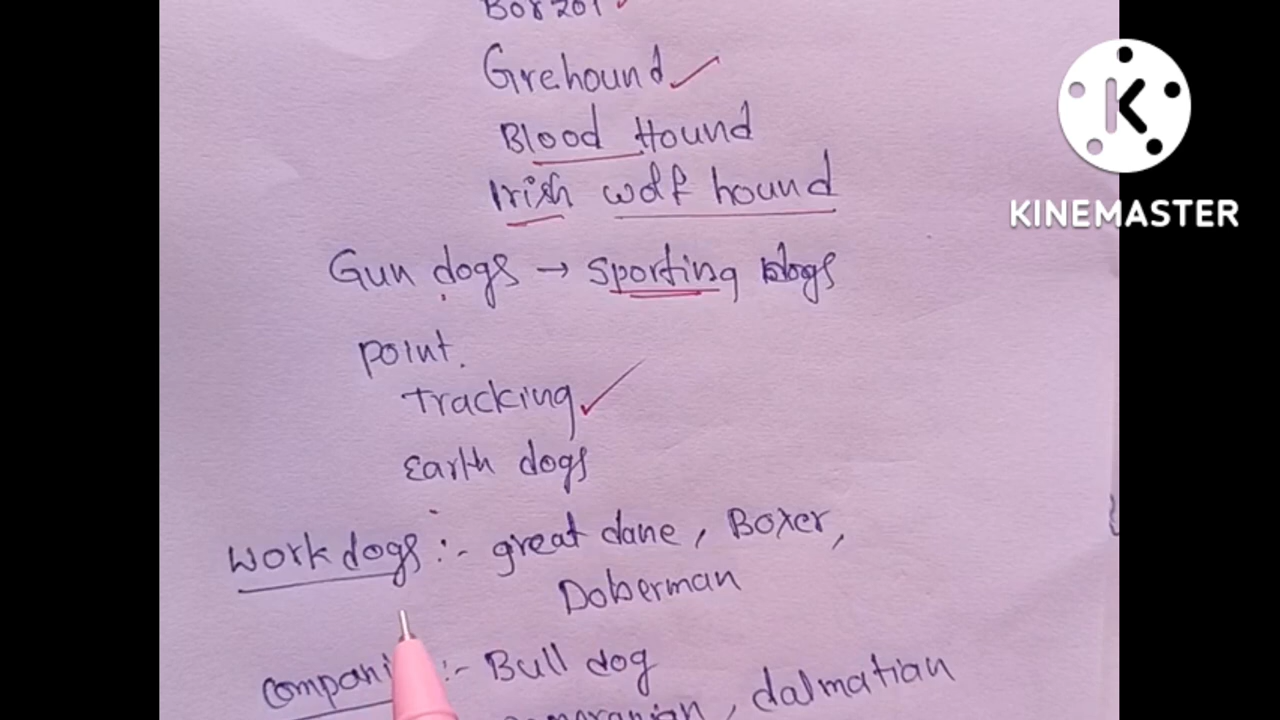 Borzoi
Grehound
Blood Hound
Irish wolf hound
Gun dogs → sporting dogs
point.
Tracking
Earth dogs
work dogs :- great dane, Boxer,
Doberman
:- Bull dog
, dalmatian
KINEMASTER